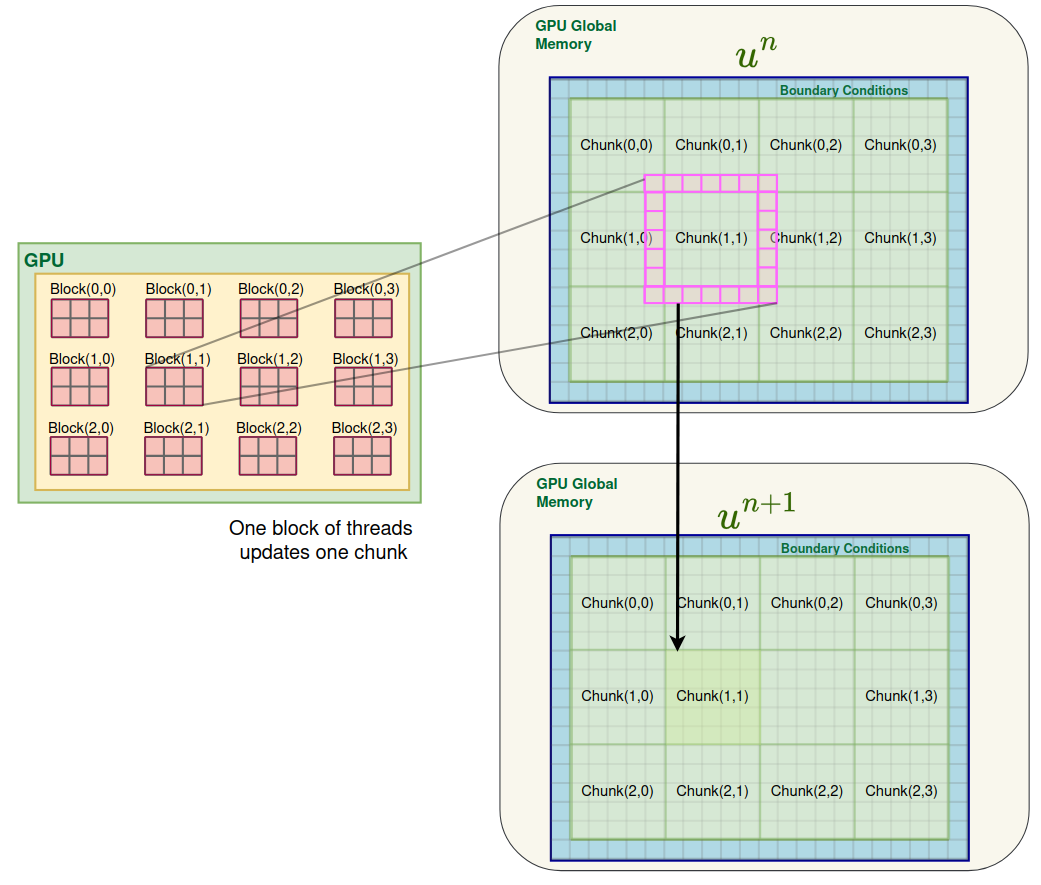 GPU Global
Memory
u^n
Boundary Conditions
Chunk(0,0) Chunk(0,1) Chunk(0,2) Chunk(0,3)
Chunk(1,0) Chunk(1,1) Chunk(1,2) Chunk(1,3)
Chunk(2,0) Chunk(2,1) Chunk(2,2) Chunk(2,3)
GPU
Block(0,0) Block(0,1) Block(0,2) Block(0,3)
Block(1,0) Block(1,1) Block(1,2) Block(1,3)
Block(2,0) Block(2,1) Block(2,2) Block(2,3)
One block of threads
updates one chunk
GPU Global
Memory
u^{n+1}
Boundary Conditions
Chunk(0,0) Chunk(0,1) Chunk(0,2) Chunk(0,3)
Chunk(1,0) Chunk(1,1) Chunk(1,3)
Chunk(2,0) Chunk(2,1) Chunk(2,2) Chunk(2,3)